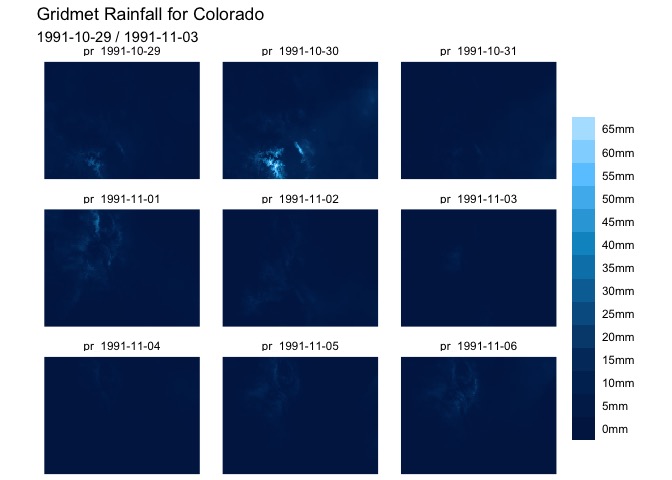 Gridmet Rainfall for Colorado
1991-10-29 / 1991-11-03
pr 1991-10-29
pr 1991-10-30
pr 1991-10-31
pr 1991-11-01
pr 1991-11-02
pr 1991-11-03
pr 1991-11-04
pr 1991-11-05
pr 1991-11-06
65mm
60mm
55mm
50mm
45mm
40mm
35mm
30mm
25mm
20mm
15mm
10mm
5mm
0mm